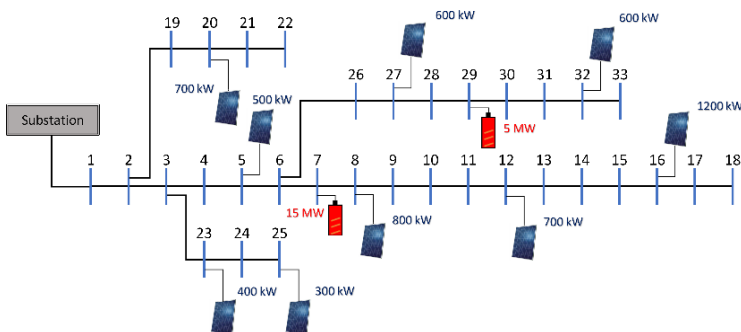 600 kW
600 kW
19 20 21 22
700 kW
500 kW
26 27 28 29 30 31 32 33
1200 kW
Substation
5 MW
1 2 3 4 5 6 7 8 9 10 11 12 13 14 15 16 17 18
15 MW
800 kW
700 kW
23 24 25
400 kW
300 kW